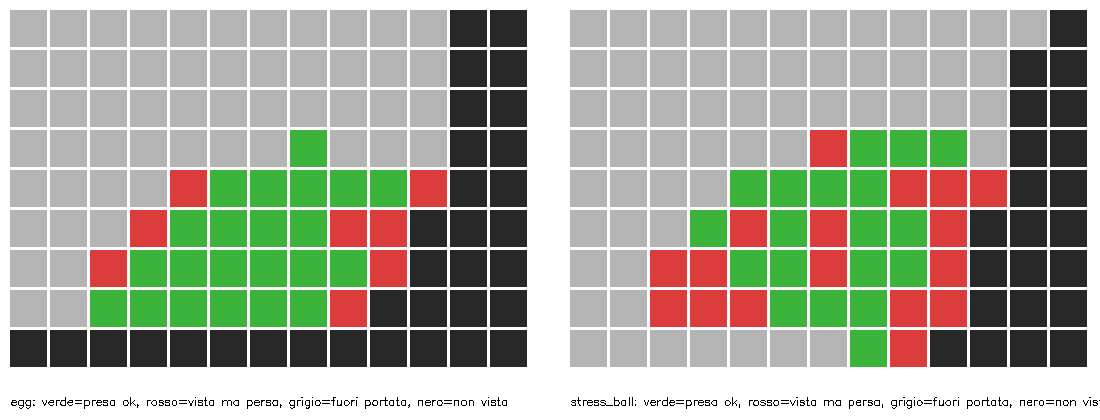 egg: verde=presa ok, rosso=vista ma persa, grigio=fuori portata, nero=non vista
stress_ball: verde=presa ok, rosso=vista ma persa, grigio=fuori portata, nero=non vis